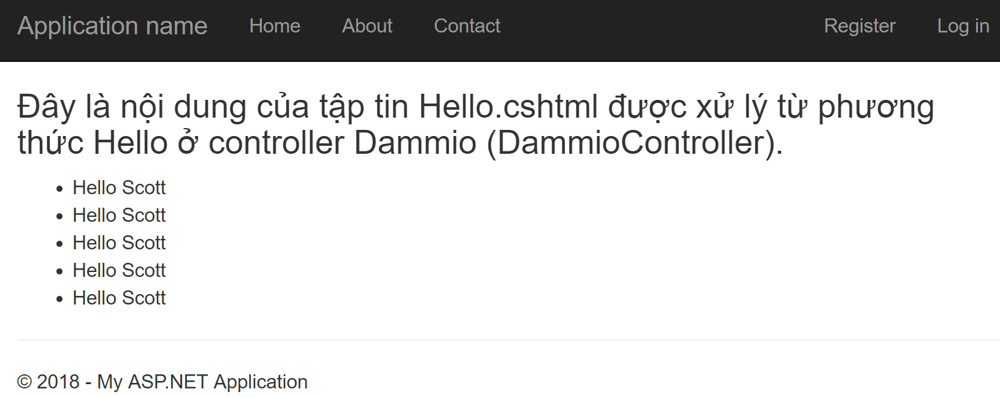 Application name Home About Contact Register Log in
Đây là nội dung của tập tin Hello.cshtml được xử lý từ phương
thức Hello ở controller Dammio (DammioController).
• Hello Scott
• Hello Scott
• Hello Scott
• Hello Scott
• Hello Scott
© 2018 - My ASP.NET Application